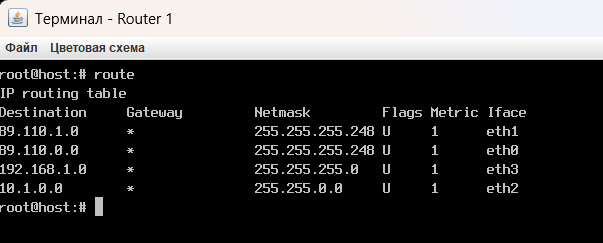 Терминал - Router 1
Файл Цветовая схема
root@host:# route
IP routing table
Destination Gateway Netmask Flags Metric Iface
89.110.1.0 * 255.255.255.248 U 1 eth1
89.110.0.0 * 255.255.255.248 U 1 eth0
192.168.1.0 * 255.255.255.0 U 1 eth3
10.1.0.0 * 255.255.0.0 U 1 eth2
root@host:#